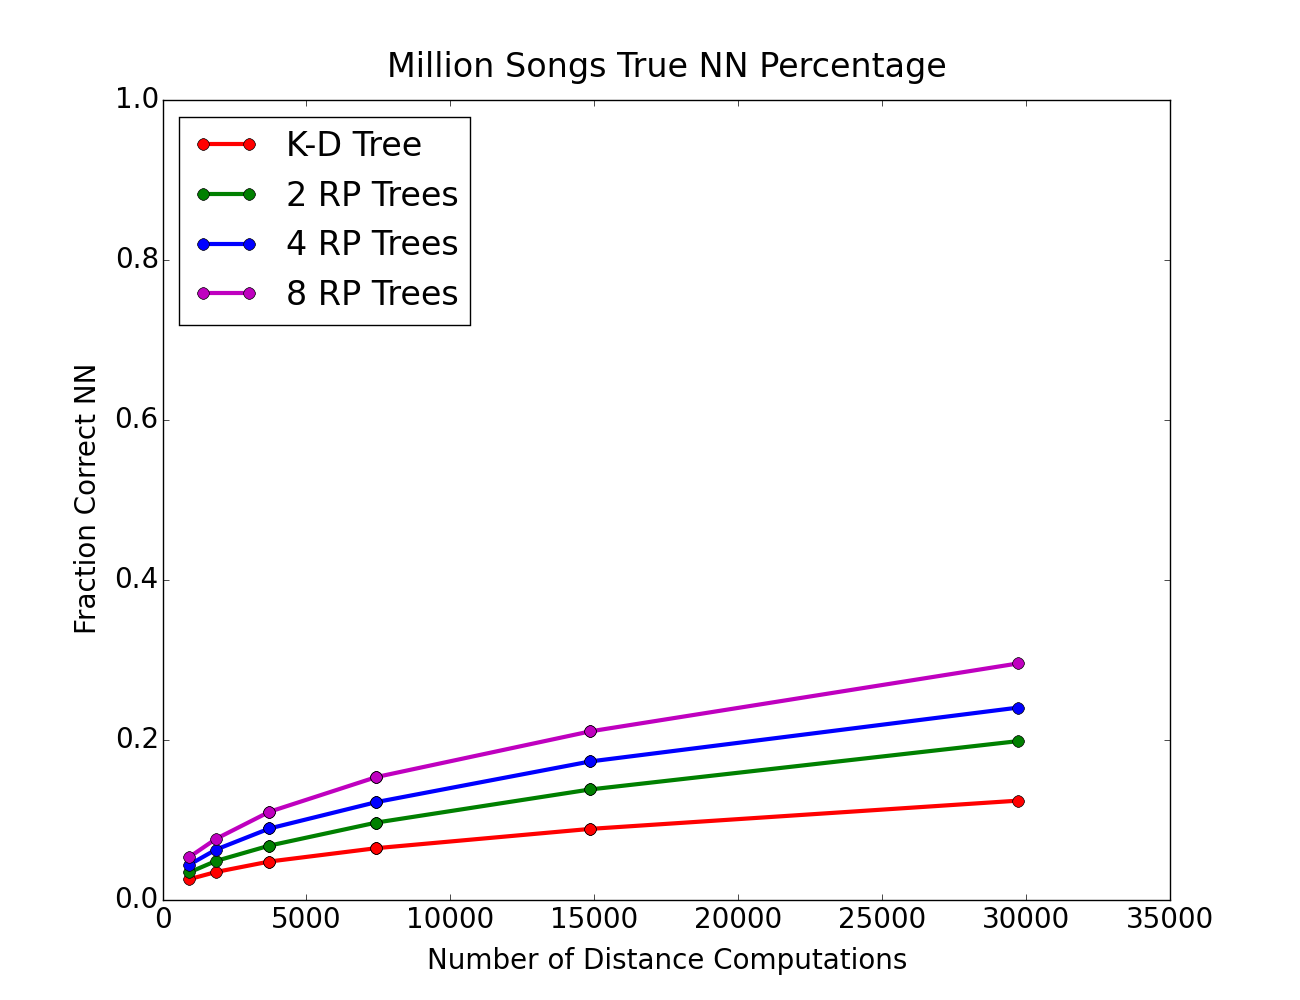 Million Songs True NN Percentage
1.0
0.8
0.6
0.4
0.2
0.0
Fraction Correct NN
K-D Tree
2 RP Trees
4 RP Trees
8 RP Trees
0 5000 10000 15000 20000 25000 30000 35000
Number of Distance Computations